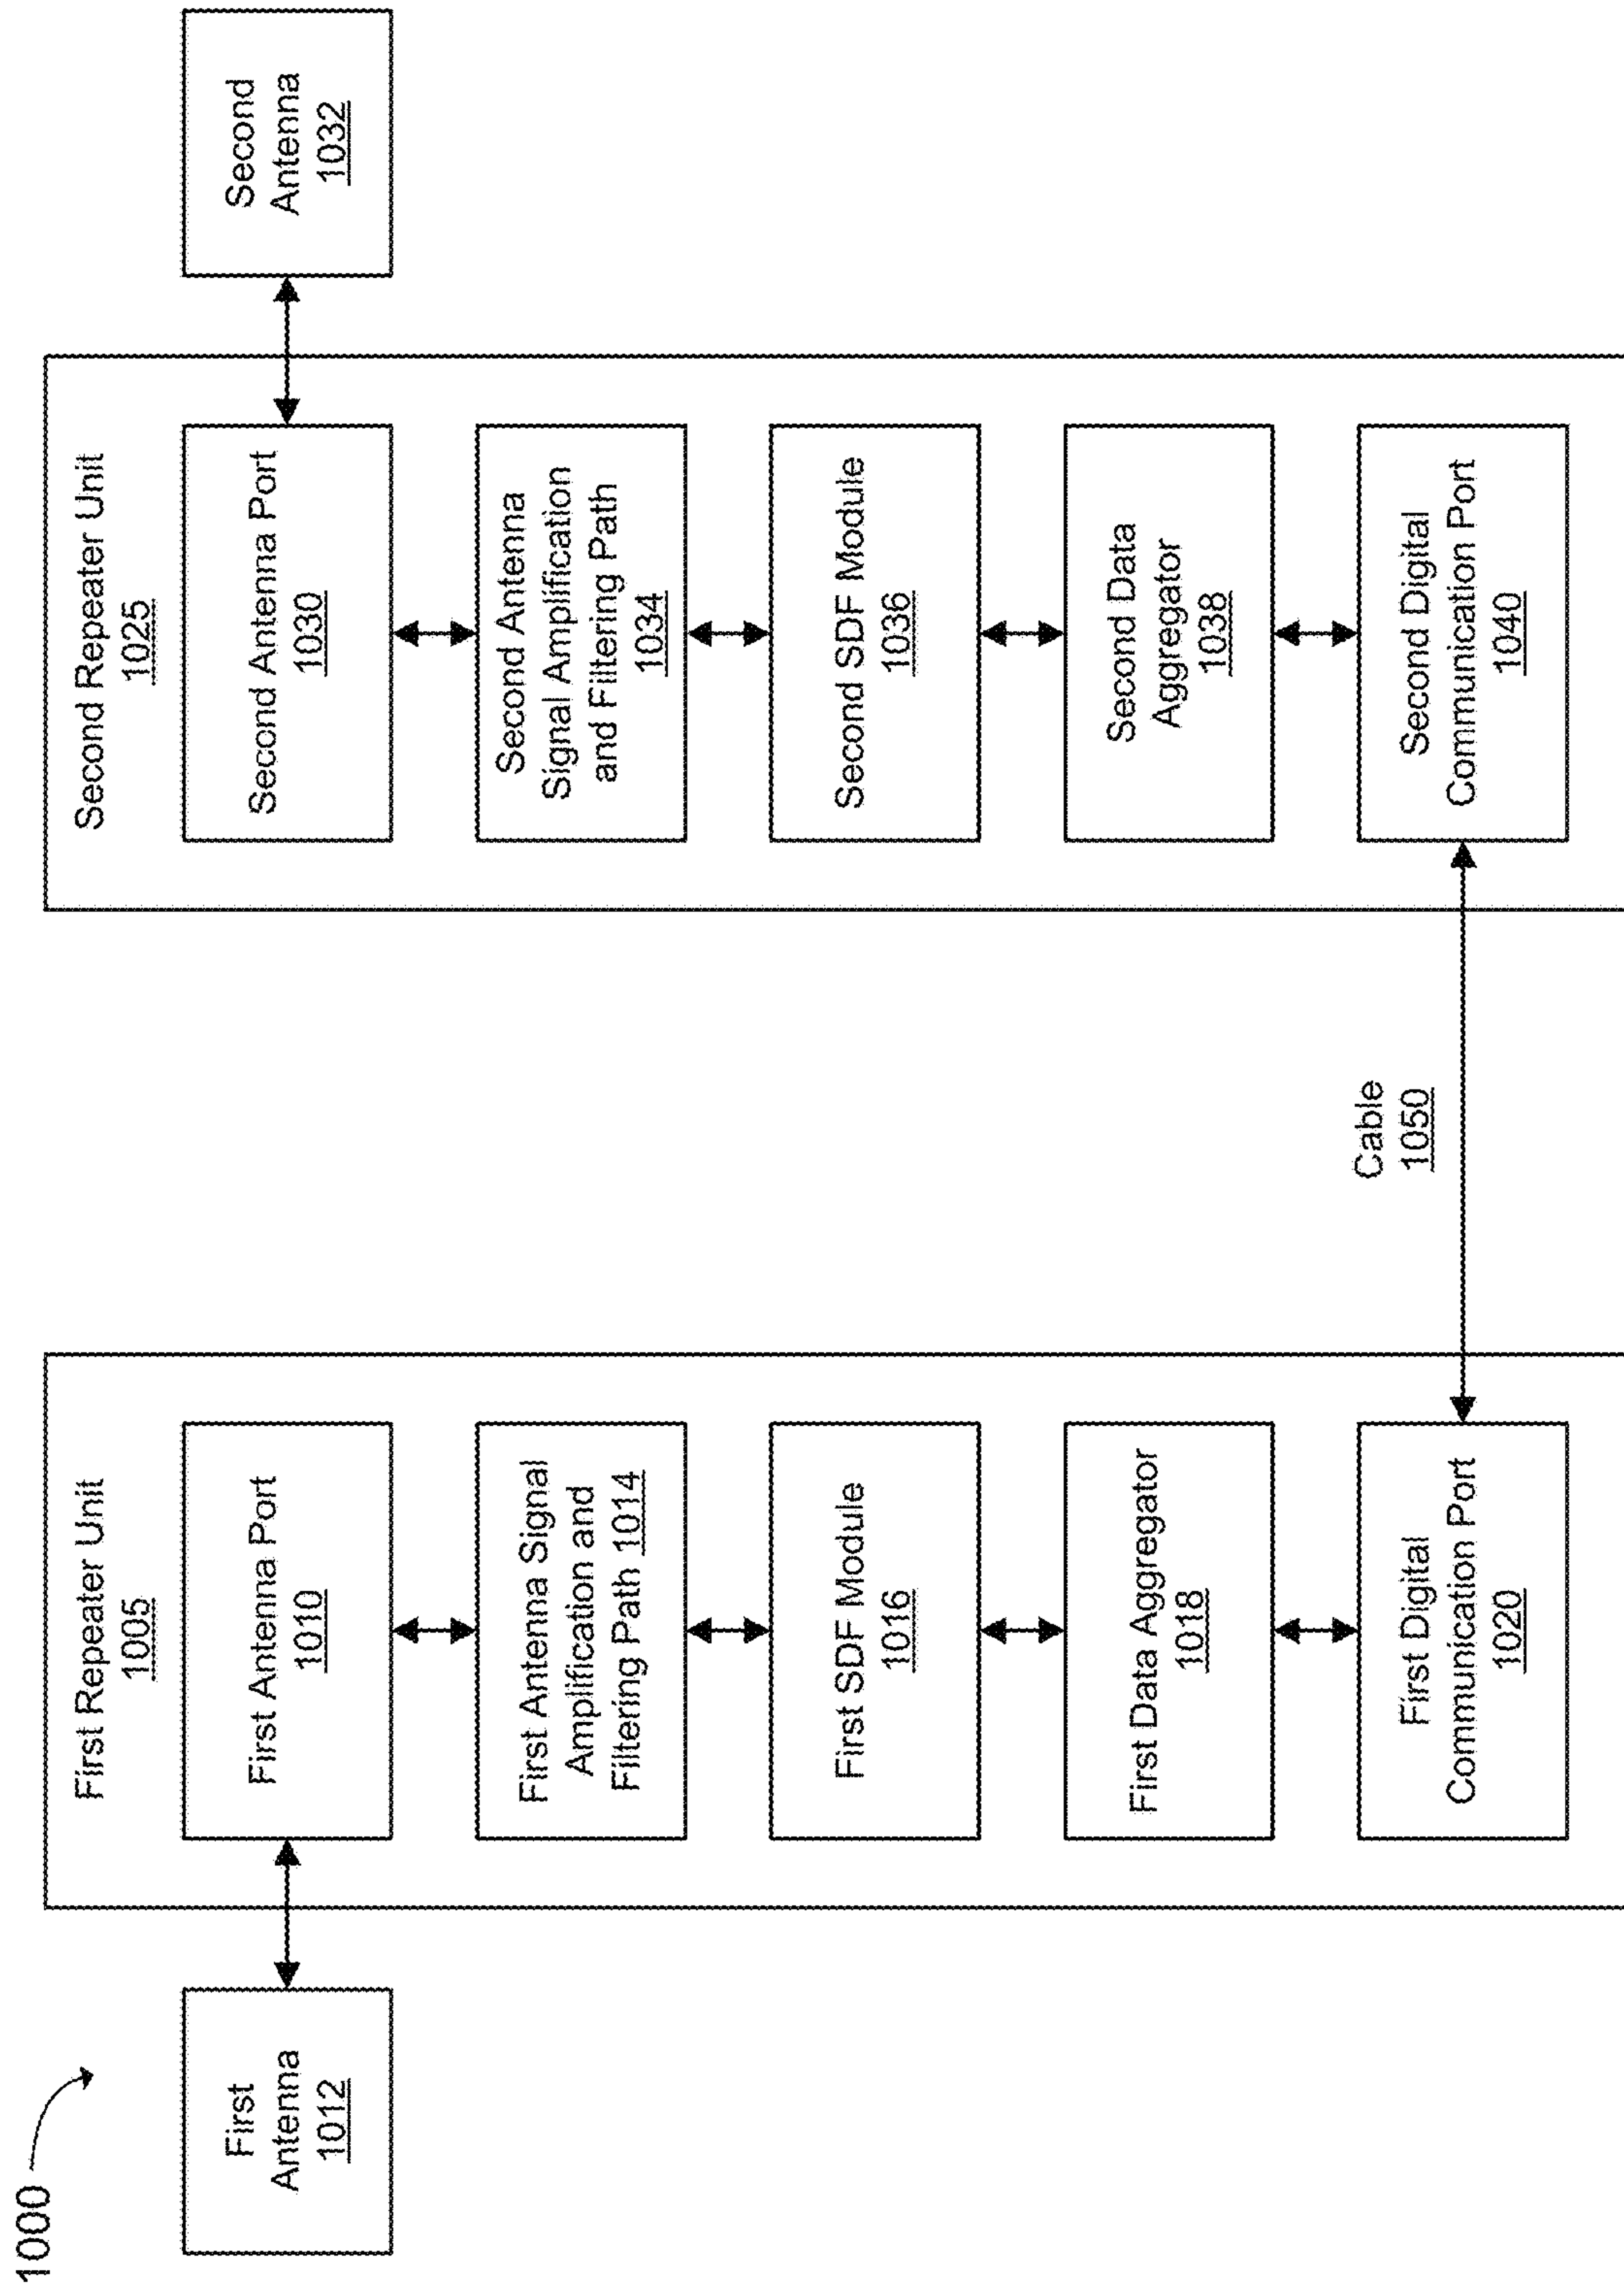 1000
First
Antenna
1012
First Repeater Unit
1005
First Antenna Port
1010
First Antenna Signal
Amplification and
Filtering Path 1014
First SDF Module
1016
First Data Aggregator
1018
First Digital
Communication Port
1020
Cable
1050
Second Repeater Unit
1025
Second Antenna Port
1030
Second Antenna
Signal Amplification
and Filtering Path
1034
Second SDF Module
1036
Second Data
Aggregator
1038
Second Digital
Communication Port
1040
Second
Antenna
1032